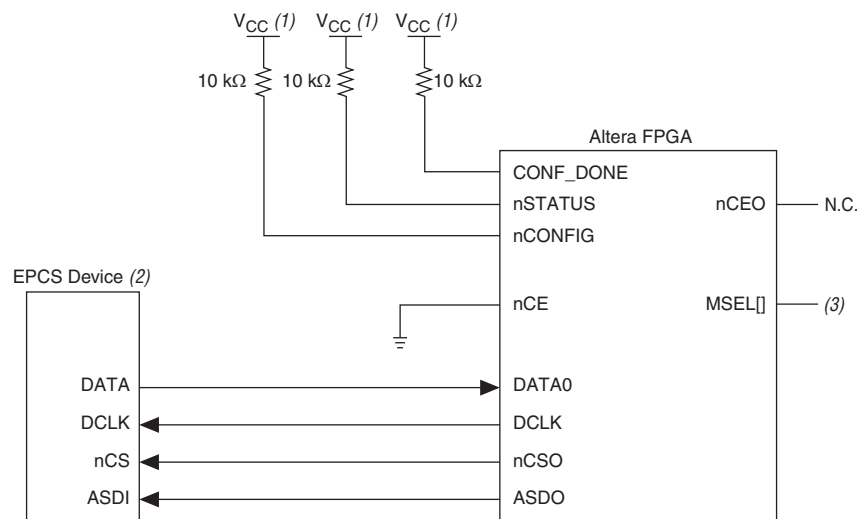 VCC (1) VCC (1) VCC (1)
10 kΩ 10 kΩ 10 kΩ
Altera FPGA
CONF_DONE
nSTATUS nCEO N.C.
nCONFIG
EPCS Device (2)
nCE MSEL[] (3)
DATA DATA0
DCLK DCLK
nCS nCSO
ASDI ASDO